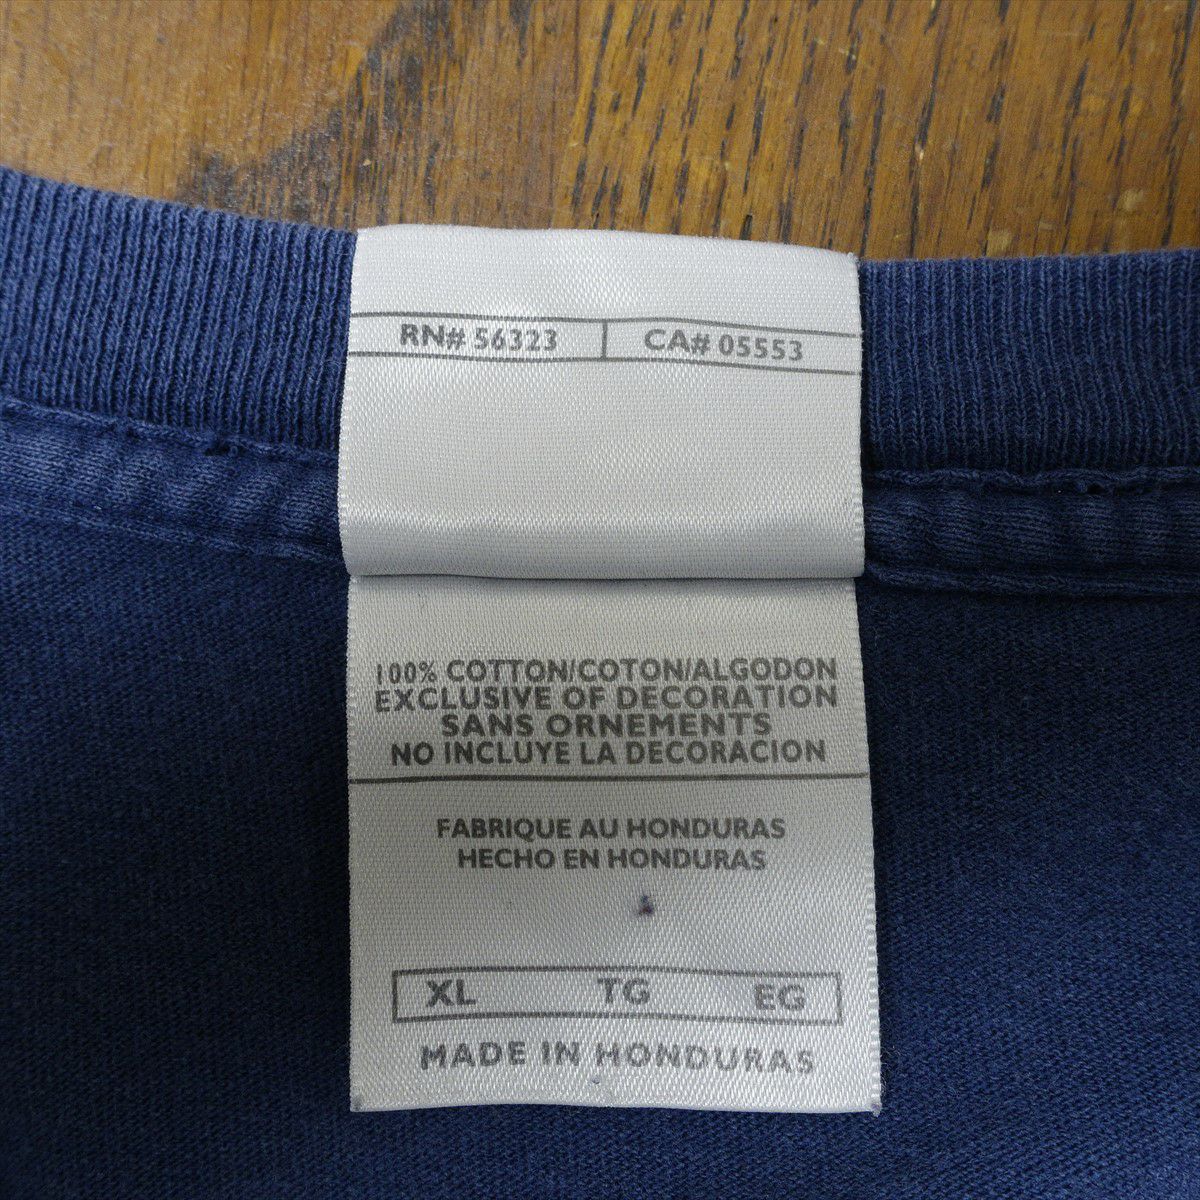 RN# 56323 | CA# 05553
100% COTTON/COTON/ALGODON
EXCLUSIVE OF DECORATION
SANS ORNEMENTS
NO INCLUYE LA DECORACION
FABRIQUE AU HONDURAS
HECHO EN HONDURAS
XL TG EG
MADE IN HONDURAS